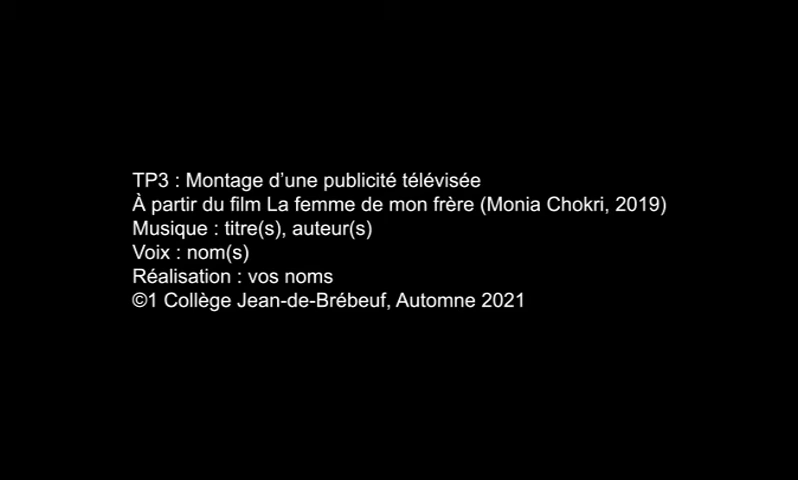 TP3 : Montage d’une publicité télévisée
À partir du film La femme de mon frère (Monia Chokri, 2019)
Musique : titre(s), auteur(s)
Voix : nom(s)
Réalisation : vos noms
©1 Collège Jean-de-Brébeuf, Automne 2021